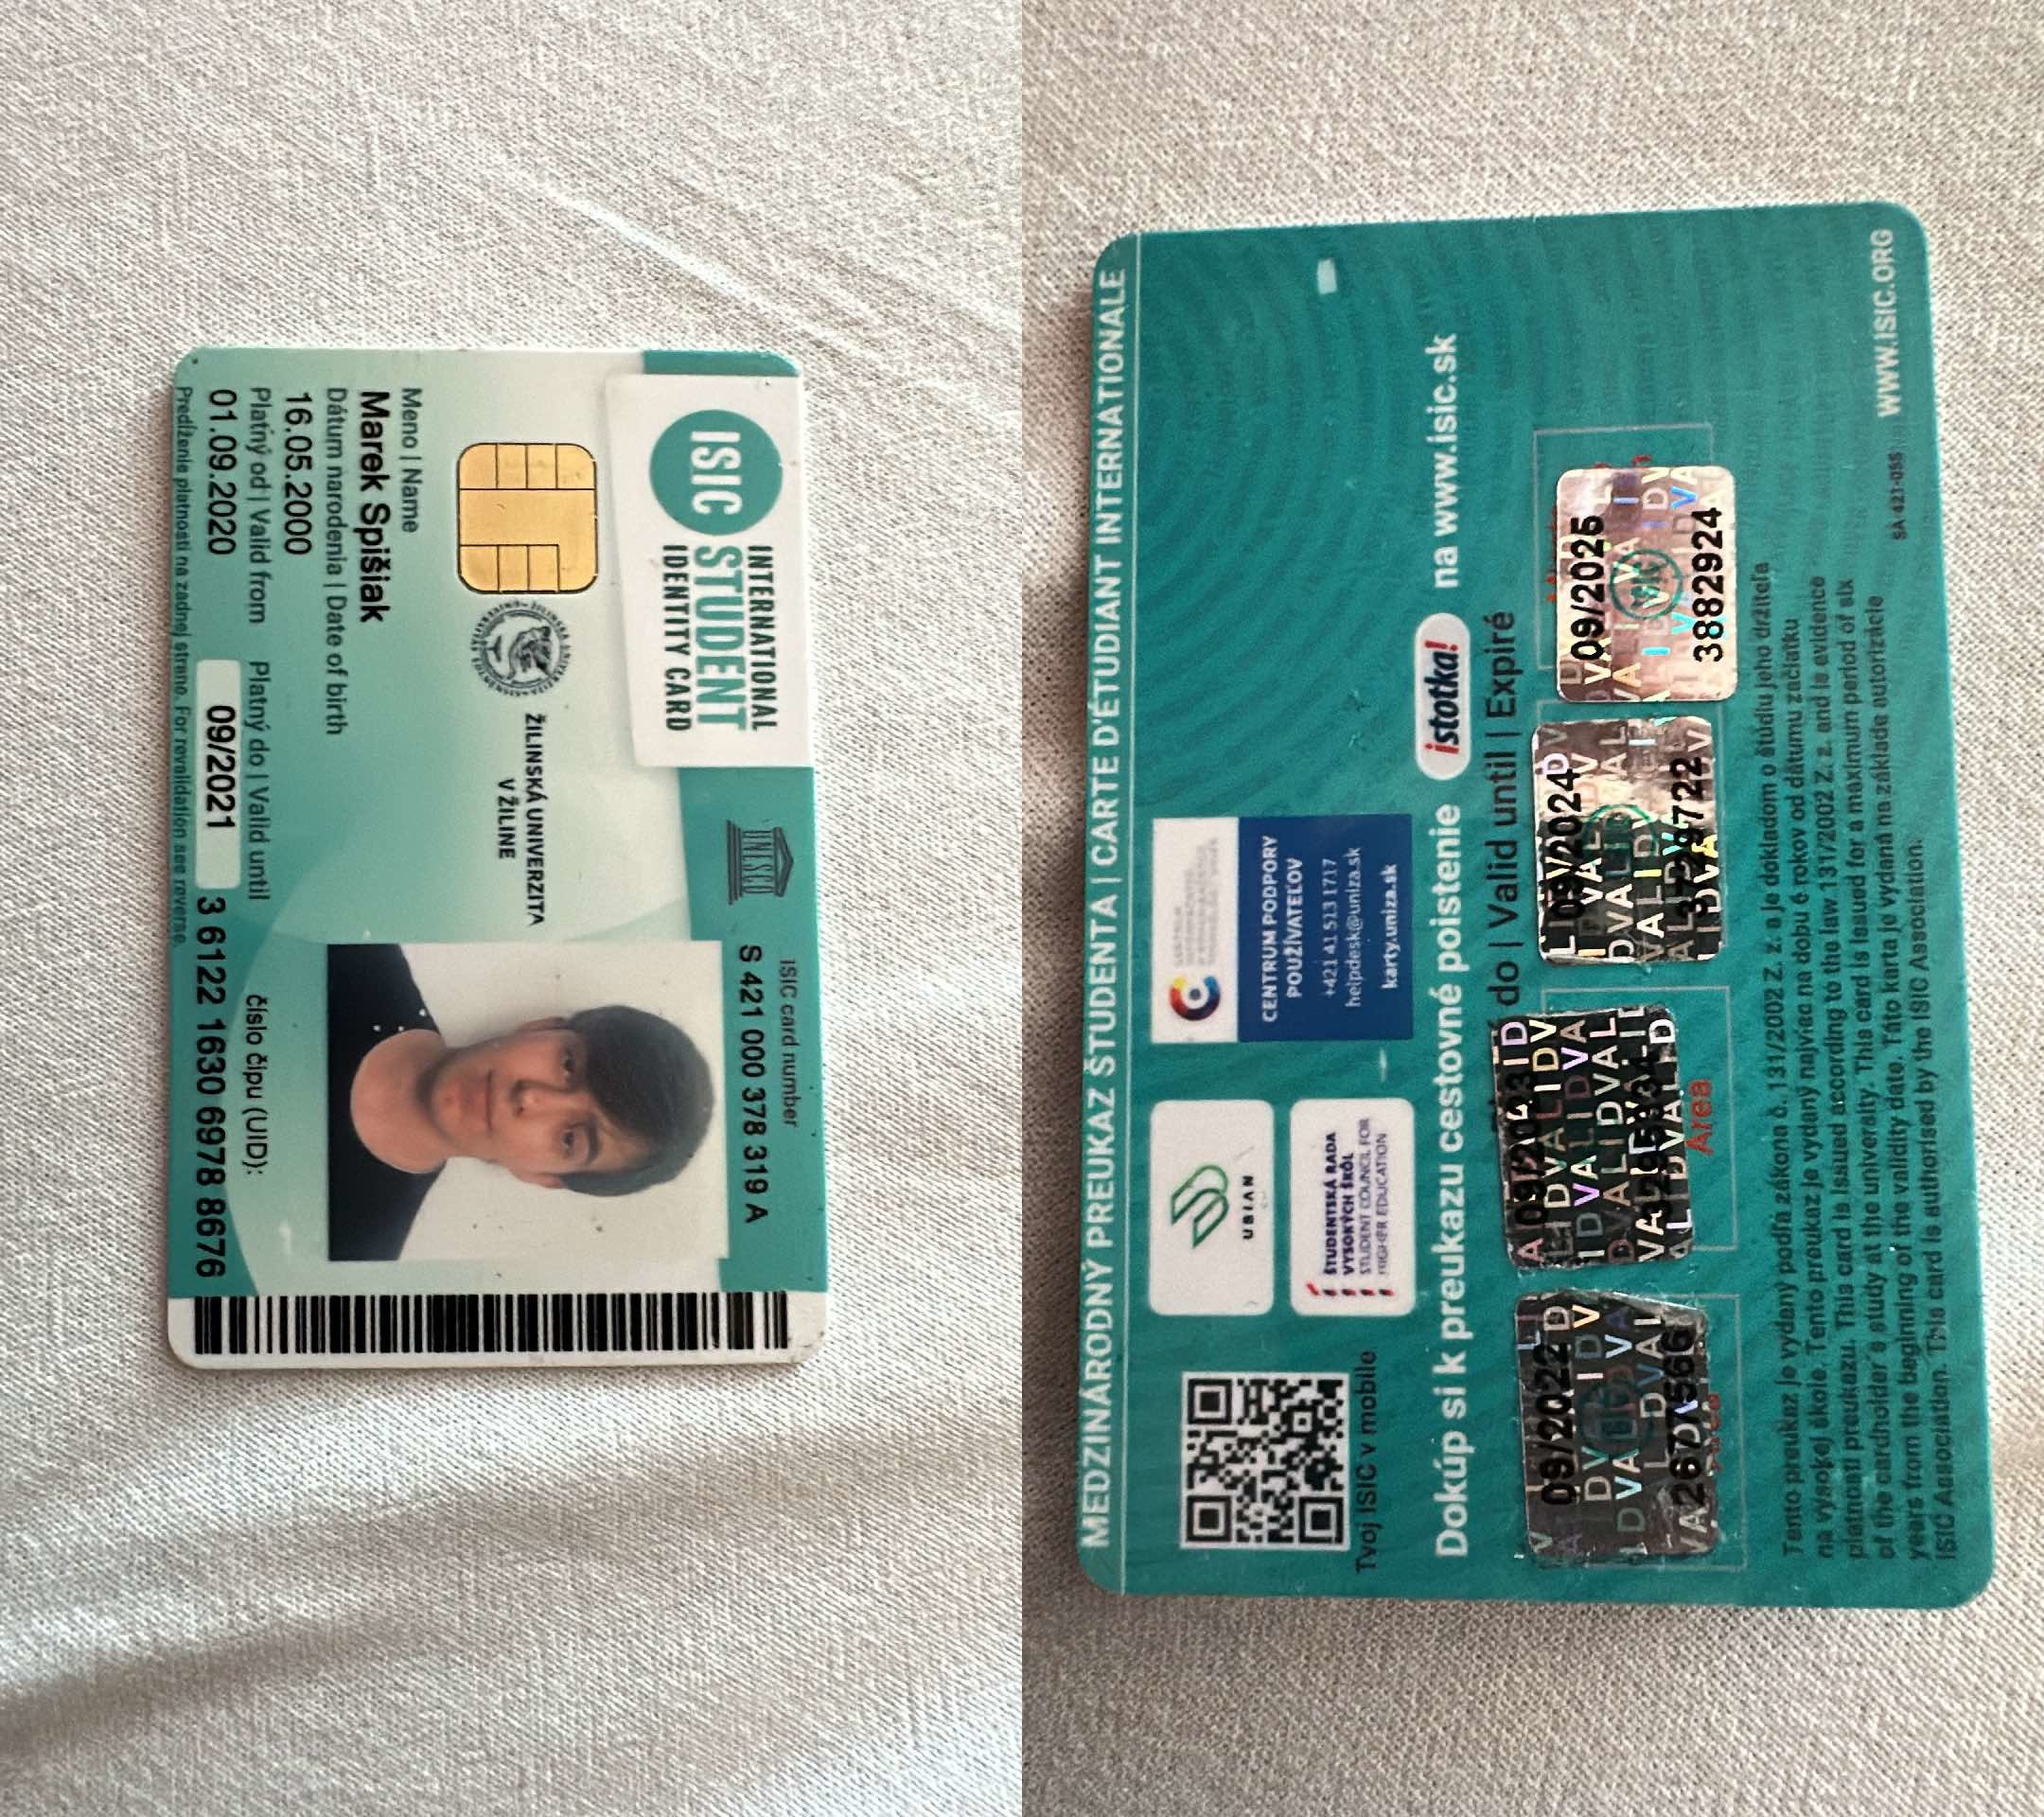 ISIC
INTERNATIONAL
STUDENT
IDENTITY CARD
UNESCO
ISIC card number
S 421 000 378 319 A
ŽILINSKÁ UNIVERZITA
V ŽILINE
Meno | Name
Marek Spišiak
Dátum narodenia | Date of birth
16.05.2000
Platný od | Valid from
Platný do | Valid until
číslo čipu (UID):
01.09.2020
09/2021
3 6122 1630 6978 8676
Predĺženie platnosti na zadnej strane. For revalidation see reverse
MEDZINÁRODNÝ PREUKAZ ŠTUDENTA | CARTE D'ÉTUDIANT INTERNATIONALE
Tvoj ISIC v mobile
UBIAN
ŠTUDENTSKÁ RADA
VYSOKÝCH ŠKÔL
STUDENT COUNCIL FOR
HIGHER EDUCATION
CENTRUM PODPORY
POUŽÍVATEĽOV
+421 41 513 1717
helpdesk@uniza.sk
karty.uniza.sk
Dokúp si k preukazu cestovné poistenie istotka! na www.isic.sk
do | Valid until | Expiré
09/2022
2677566
09/2023
Area
09/2024
09/2025
3882924
Tento preukaz je vydaný podľa zákona č. 131/2002 Z. z. a je dokladom o štúdiu jeho držiteľa
na vysokej škole. Tento preukaz je vydaný najviac na dobu 6 rokov od dátumu začiatku
platnosti preukazu. This card is issued according to the law 131/2002 Z. z. and is evidence
of the cardholder's study at the university. This card is issued for a maximum period of six
years from the beginning of the validity date. Táto karta je vydaná na základe autorizácie
ISIC Association. This card is authorised by the ISIC Association.
SA 421-055
WWW.ISIC.ORG